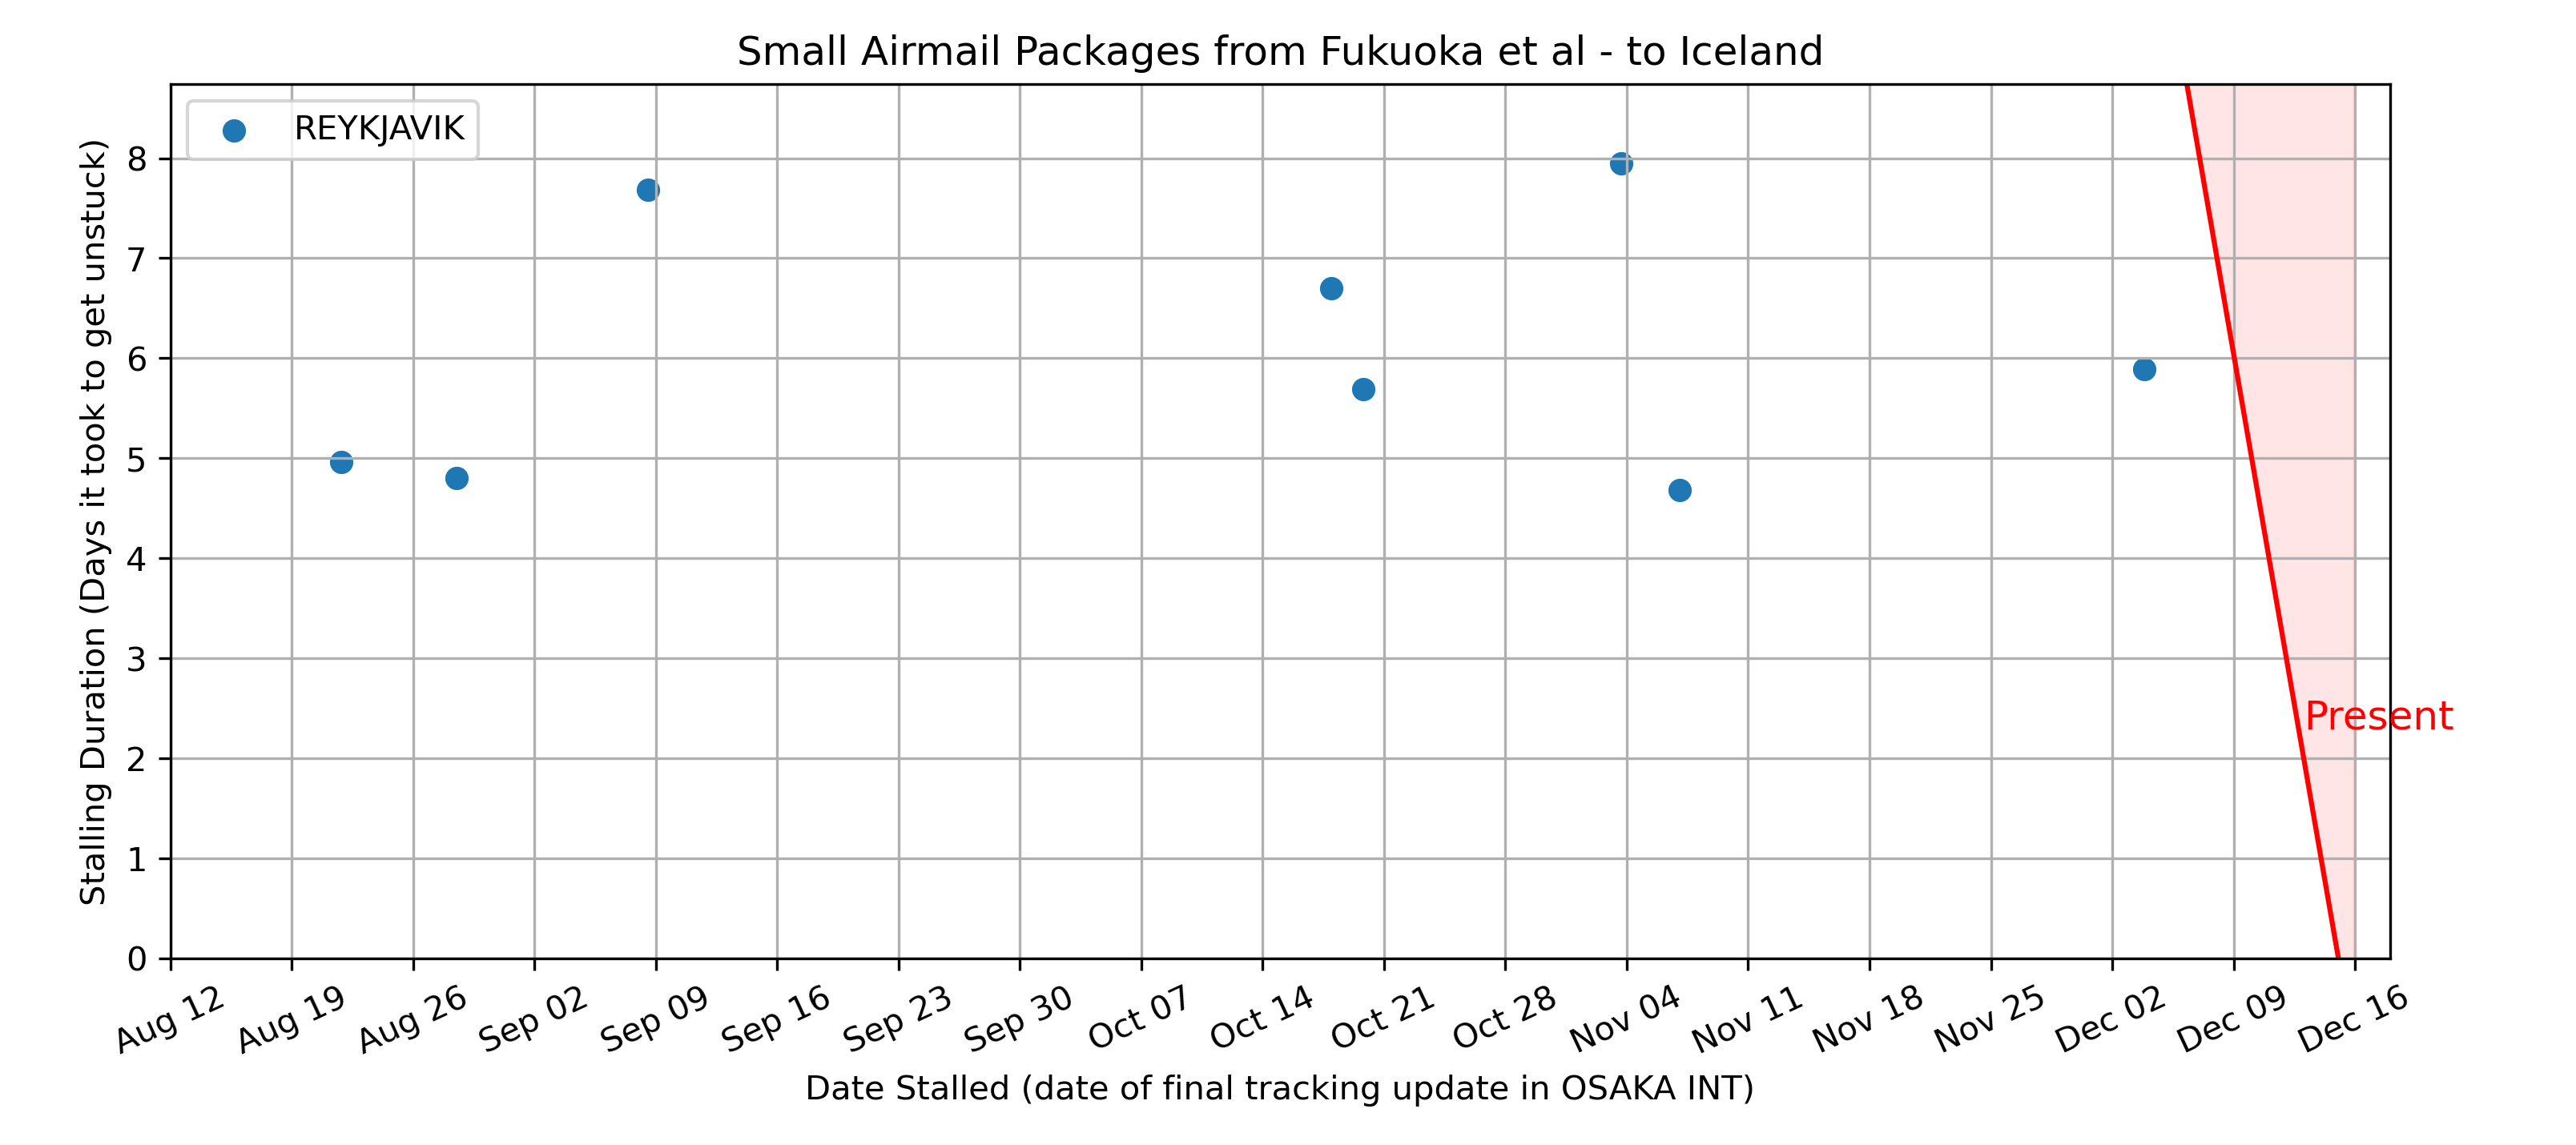 Small Airmail Packages from Fukuoka et al - to Iceland
REYKJAVIK
Stalling Duration (Days it took to get unstuck)
8
7
6
5
4
3
2
1
0
Present
Aug 12 Aug 19 Aug 26 Sep 02 Sep 09 Sep 16 Sep 23 Sep 30 Oct 07 Oct 14 Oct 21 Oct 28 Nov 04 Nov 11 Nov 18 Nov 25 Dec 02 Dec 09 Dec 16
Date Stalled (date of final tracking update in OSAKA INT)